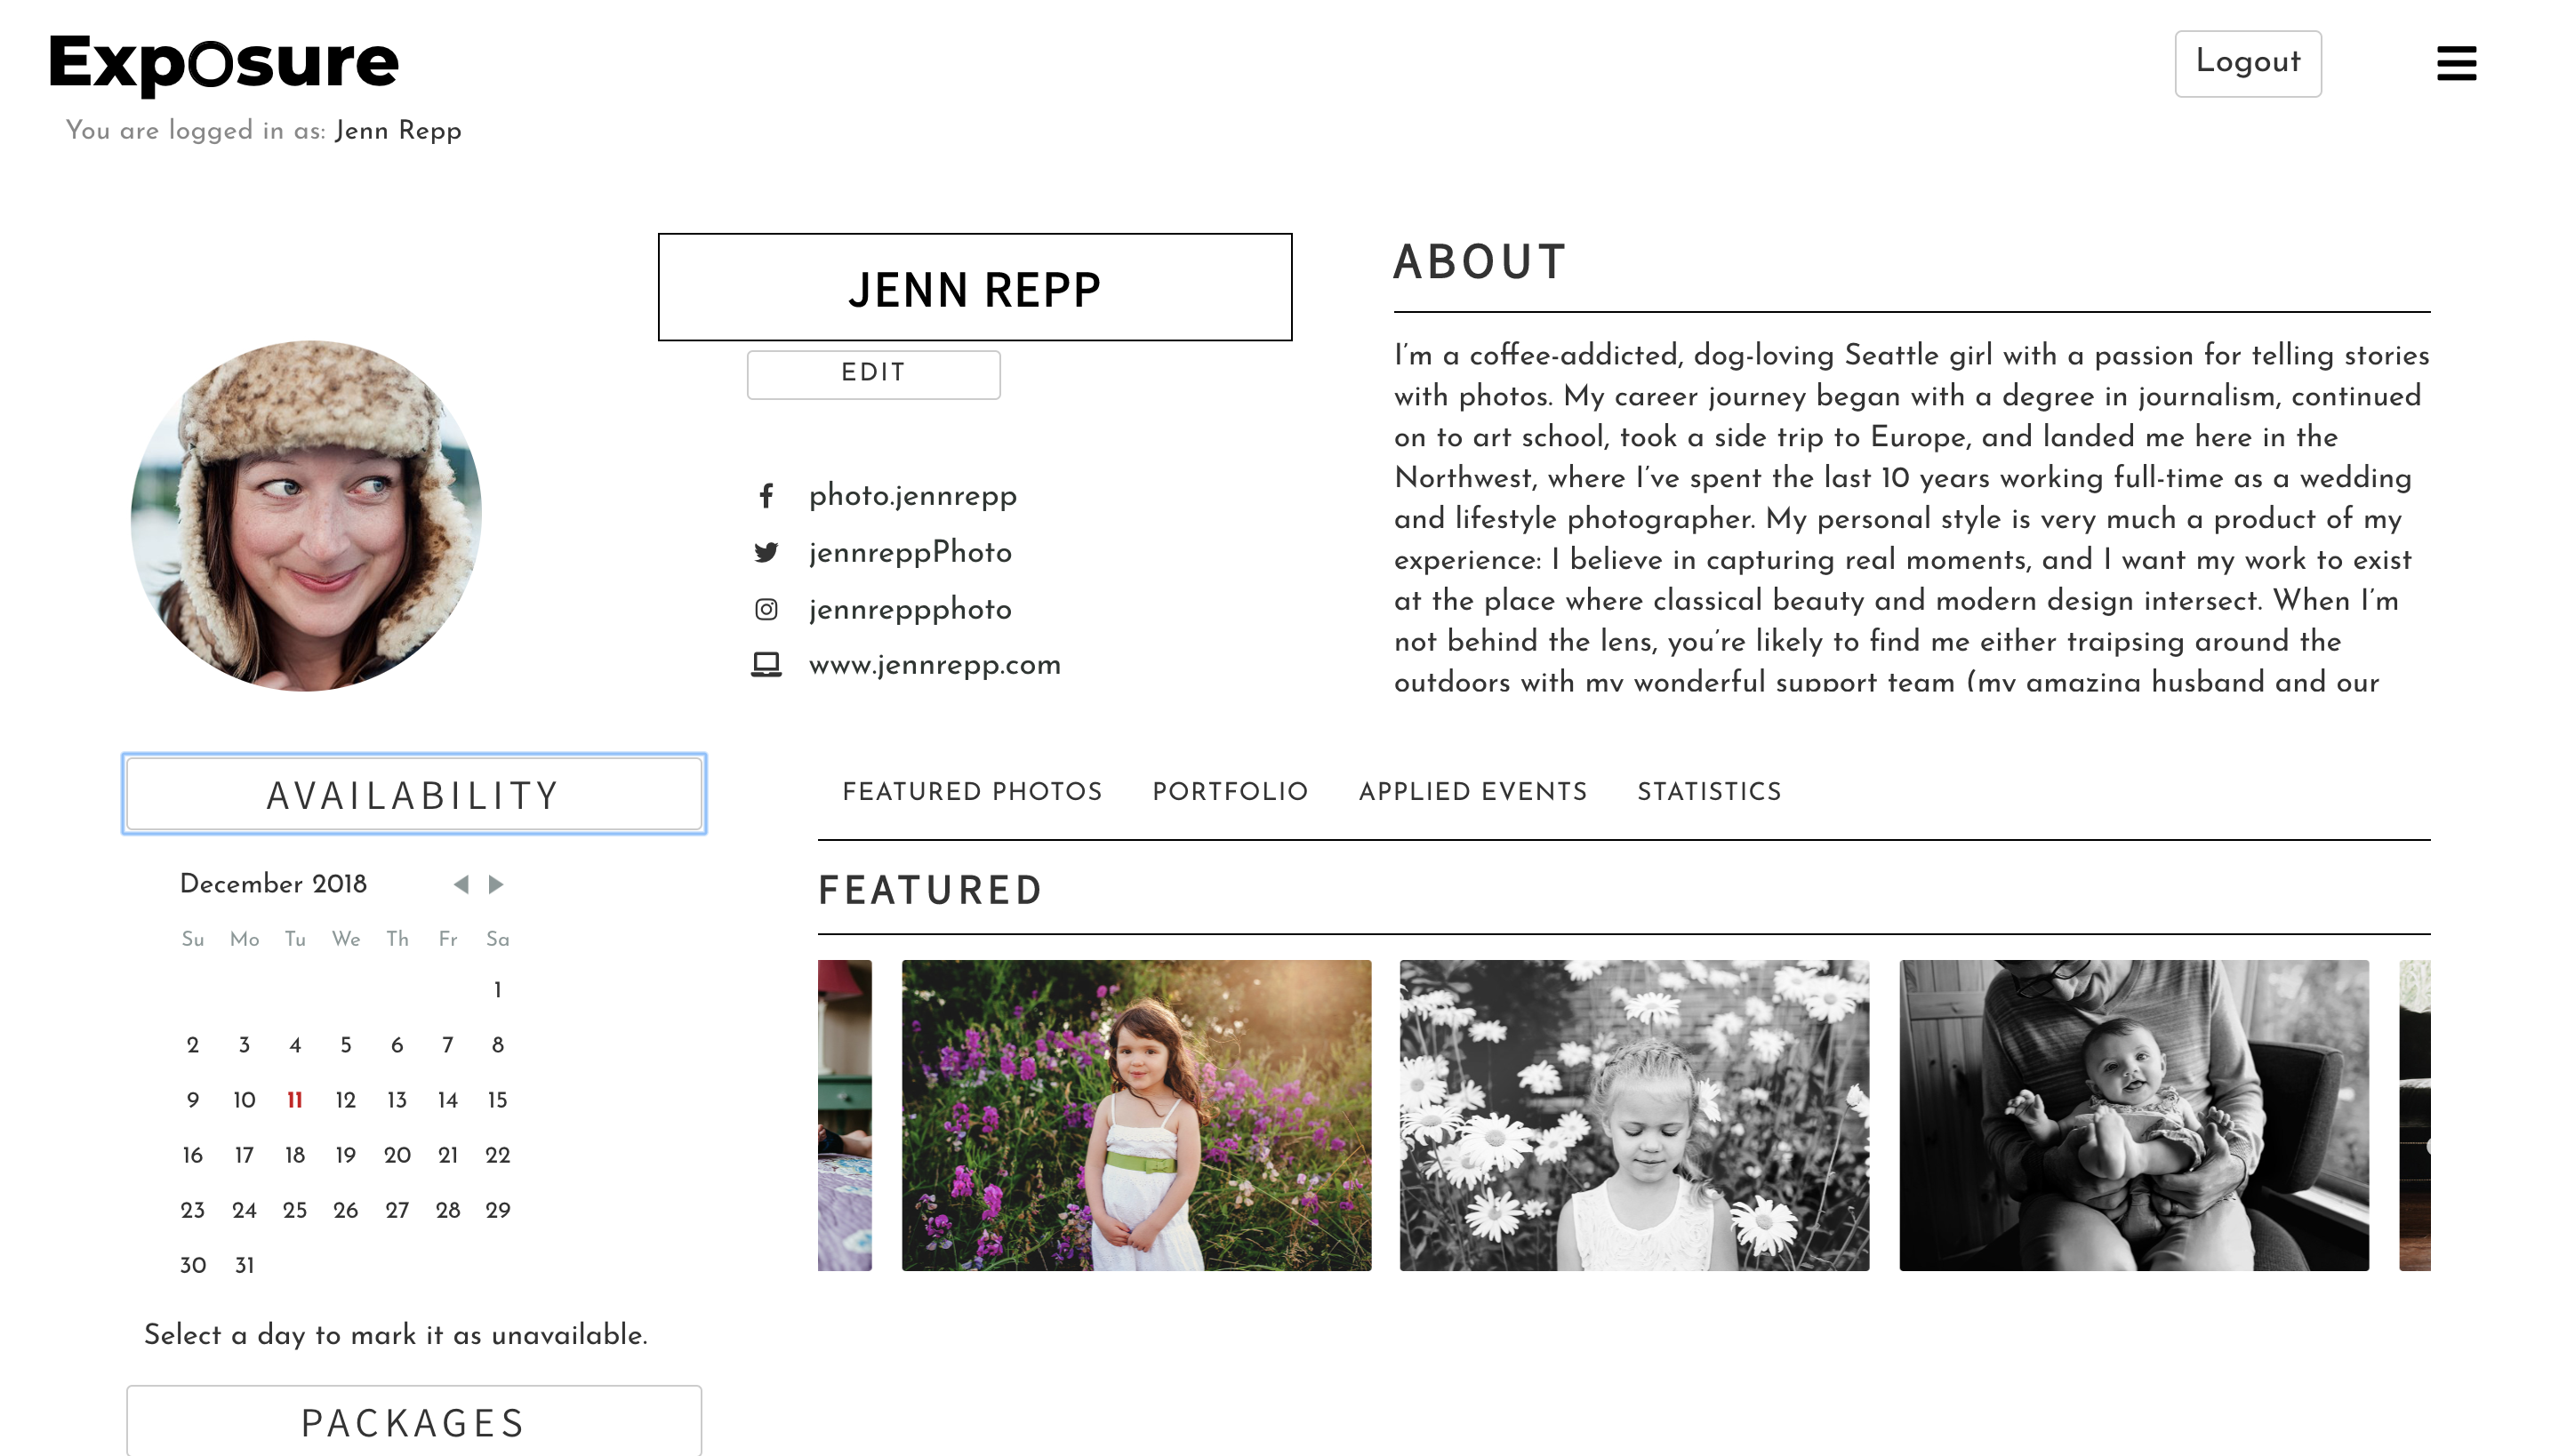 Exposure
Logout
You are logged in as: Jenn Repp
JENN REPP
EDIT
photo.jennrepp
jennreppPhoto
jennreppphoto
www.jennrepp.com
ABOUT
I’m a coffee-addicted, dog-loving Seattle girl with a passion for telling stories
with photos. My career journey began with a degree in journalism, continued
on to art school, took a side trip to Europe, and landed me here in the
Northwest, where I’ve spent the last 10 years working full-time as a wedding
and lifestyle photographer. My personal style is very much a product of my
experience: I believe in capturing real moments, and I want my work to exist
at the place where classical beauty and modern design intersect. When I’m
not behind the lens, you’re likely to find me either traipsing around the
outdoors with my wonderful support team (my amazing husband and our
AVAILABILITY
December 2018
Su Mo Tu We Th Fr Sa
1
2 3 4 5 6 7 8
9 10 11 12 13 14 15
16 17 18 19 20 21 22
23 24 25 26 27 28 29
30 31
Select a day to mark it as unavailable.
PACKAGES
FEATURED PHOTOS PORTFOLIO APPLIED EVENTS STATISTICS
FEATURED